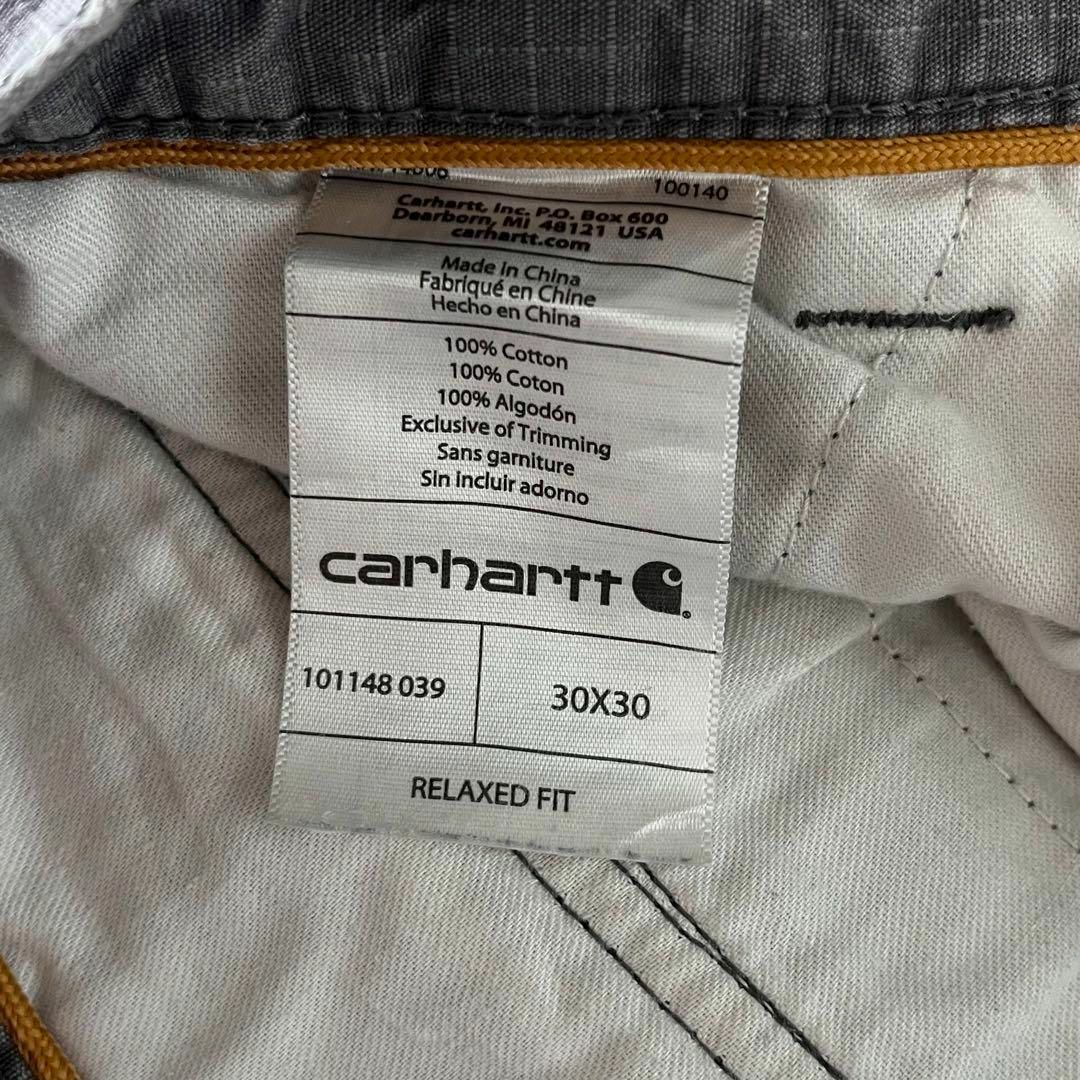 100140
Carhartt, Inc. P.O. Box 600
Dearborn, MI 48121 USA
carhartt.com
Made in China
Fabriqué en Chine
Hecho en China
100% Cotton
100% Coton
100% Algodón
Exclusive of Trimming
Sans garniture
Sin incluir adorno
carhartt
101148 039
30X30
RELAXED FIT